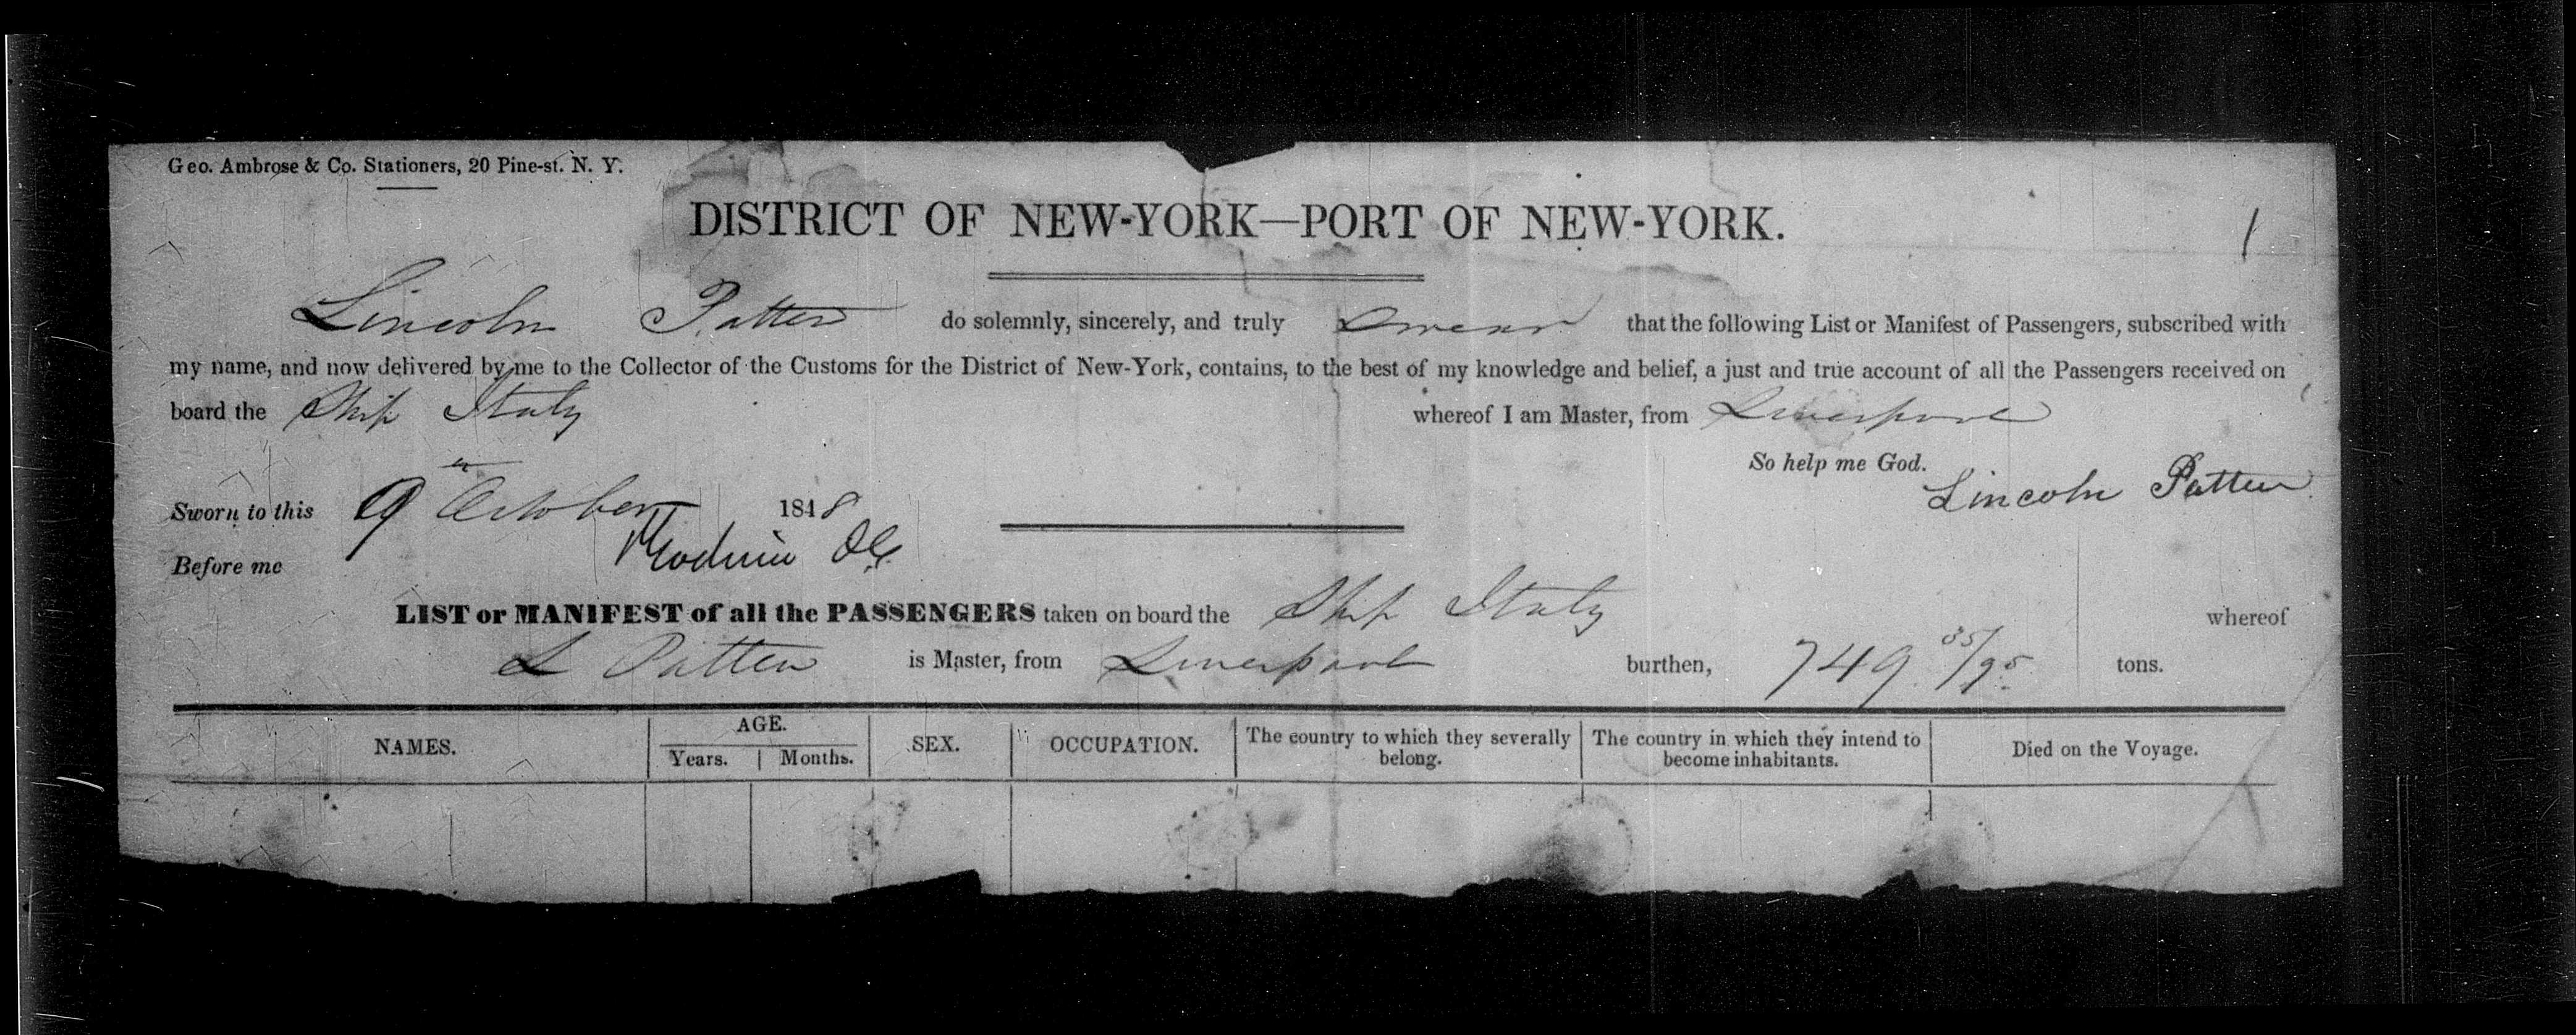 Geo. Ambrose & Co. Stationers, 20 Pine-st. N. Y.
DISTRICT OF NEW-YORK—PORT OF NEW-YORK.
1
Lincoln Patten do solemnly, sincerely, and truly Swear that the following List or Manifest of Passengers, subscribed with
my name, and now delivered by me to the Collector of the Customs for the District of New-York, contains, to the best of my knowledge and belief, a just and true account of all the Passengers received on
board the Ship Italy whereof I am Master, from Liverpool
So help me God.
Lincoln Patten
Sworn to this 9th October 1848
Before me
LIST or MANIFEST of all the PASSENGERS taken on board the Ship Italy whereof
L Patten is Master, from Liverpool burthen, 749 85/95 tons.
NAMES. AGE. SEX. OCCUPATION. The country to which they severally belong. The country in which they intend to become inhabitants. Died on the Voyage.
Years. Months.